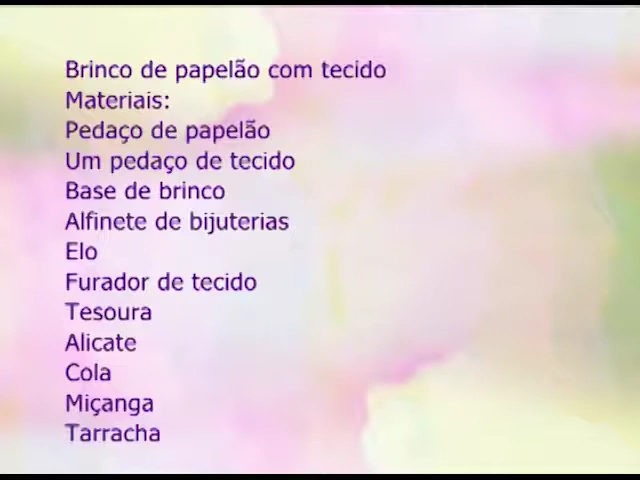 Brinco de papelão com tecido
Materiais:
Pedaço de papelão
Um pedaço de tecido
Base de brinco
Alfinete de bijuterias
Elo
Furador de tecido
Tesoura
Alicate
Cola
Miçanga
Tarracha